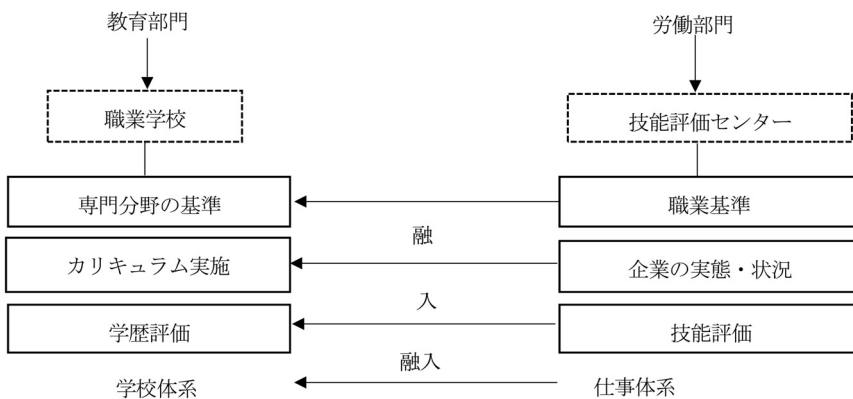 教育部門
労働部門
職業学校
技能評価センター
専門分野の基準
職業基準
融
カリキュラム実施
企業の実態・状況
入
学歴評価
技能評価
融入
学校体系
仕事体系